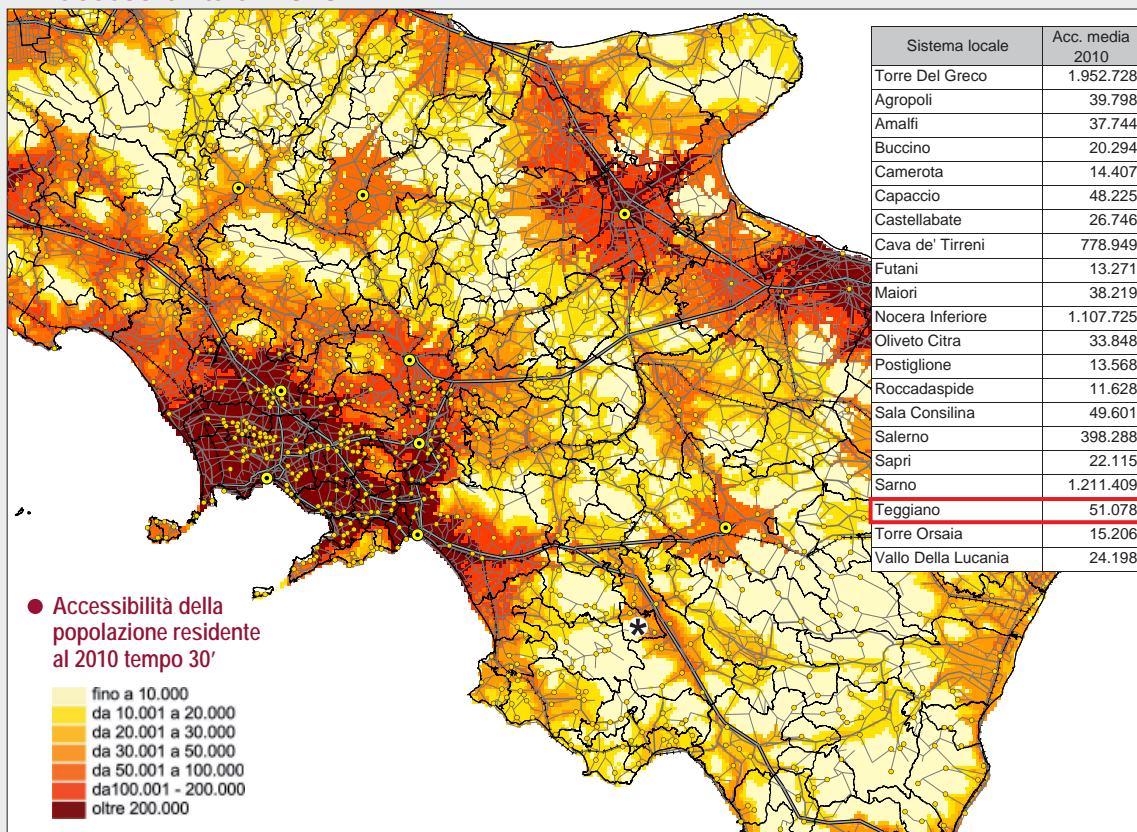 Sistema locale Acc. media 2010
Torre Del Greco 1.952.728
Agropoli 39.798
Amalfi 37.744
Buccino 20.294
Camerota 14.407
Capaccio 48.225
Castellabate 26.746
Cava de' Tirreni 778.949
Futani 13.271
Maiori 38.219
Nocera Inferiore 1.107.725
Oliveto Citra 33.848
Postiglione 13.568
Roccadaspide 11.628
Sala Consilina 49.601
Salerno 398.288
Sapri 22.115
Sarno 1.211.409
Teggiano 51.078
Torre Orsaia 15.206
Vallo Della Lucania 24.198
*
● Accessibilità della
popolazione residente
al 2010 tempo 30'
fino a 10.000
da 10.001 a 20.000
da 20.001 a 30.000
da 30.001 a 50.000
da 50.001 a 100.000
da100.001 - 200.000
oltre 200.000